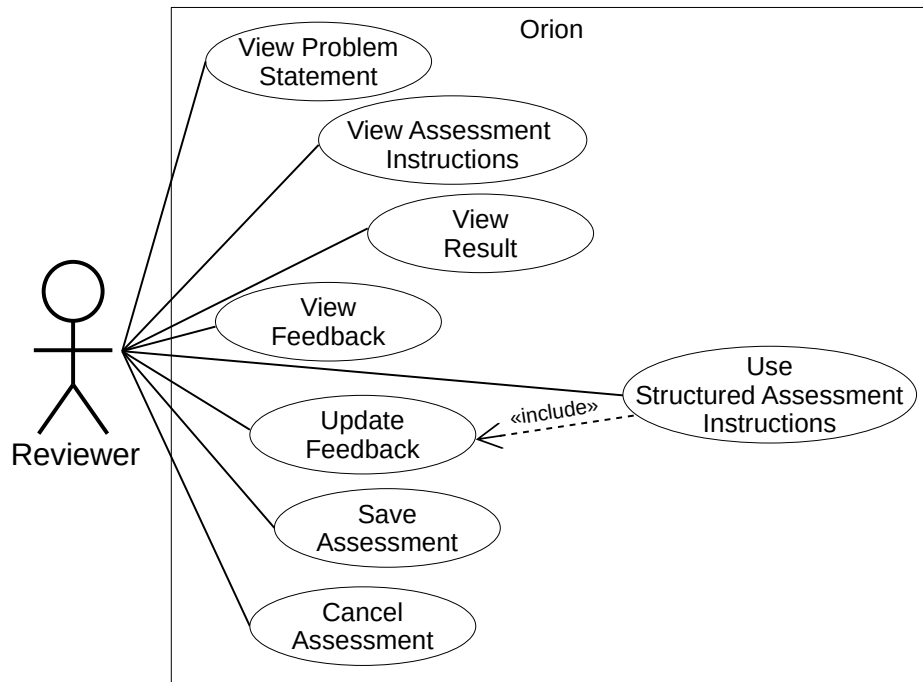 Orion
View Problem
Statement
View Assessment
Instructions
View
Result
View
Feedback
Use
Structured Assessment
Instructions
«include»
Update
Feedback
Reviewer
Save
Assessment
Cancel
Assessment